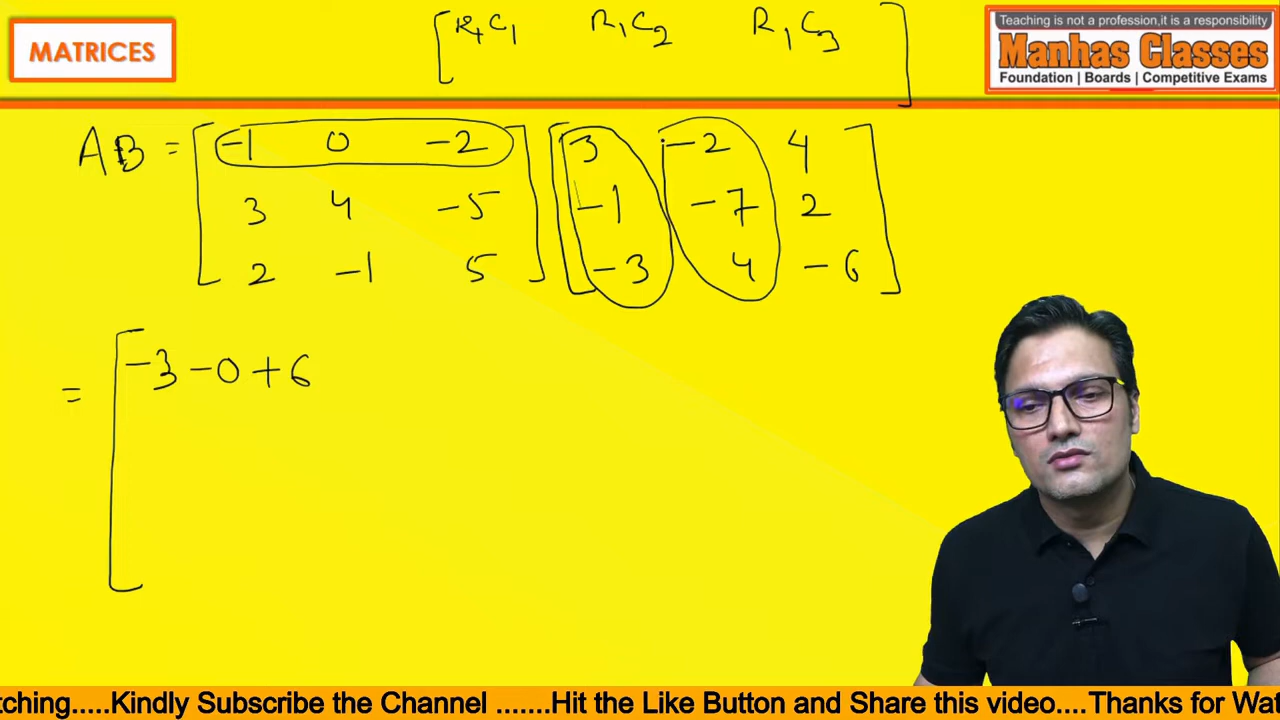 MATRICES
R₁C₁ R₁C₂ R₁C₃
Teaching is not a profession,it is a responsibility
Manhas Classes
Foundation | Boards | Competitive Exams
AB = [ -1 0 -2 ] [ 3 -2 4 ]
3 4 -5 -1 -7 2
2 -1 5 -3 4 -6
= [ -3 - 0 + 6
tching.....Kindly Subscribe the Channel .......Hit the Like Button and Share this video....Thanks for Wat